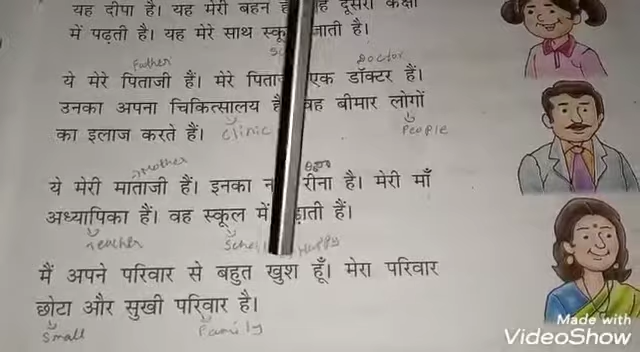 यह दीपा है। यह मेरी बहन है दूसरी कक्षा
में पढ़ती है। यह मेरे साथ स्कू जाती है।
Father
Doctor
ये मेरे पिताजी हैं। मेरे पिता एक डॉक्टर हैं।
उनका अपना चिकित्सालय है वह बीमार लोगों
का इलाज करते हैं। clinic
People
mother
ये मेरी माताजी हैं। इनका न रीना है। मेरी माँ
अध्यापिका हैं। वह स्कूल में ड़ाती हैं।
Teacher
Happy
मैं अपने परिवार से बहुत खुश हूँ। मेरा परिवार
छोटा और सुखी परिवार है।
Small
Family
Made with
VideoShow